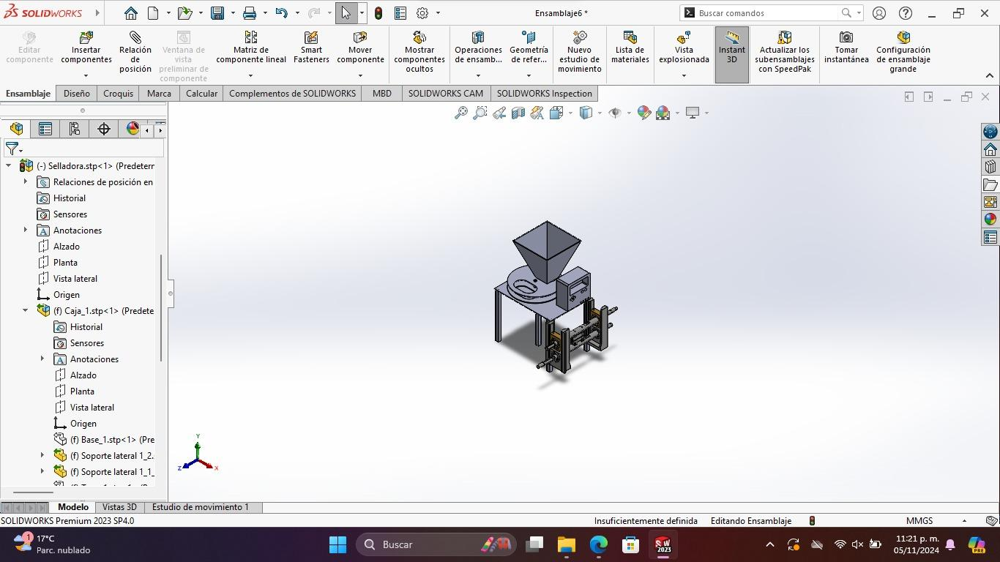 SOLIDWORKS
Ensamblaje6 *
Buscar comandos
Editar
componente
Insertar
componentes
Relación
de
posición
Ventana de
vista
preliminar de
componente
Matriz de
componente lineal
Smart
Fasteners
Mover
componente
Mostrar
componentes
ocultos
Operaciones
de ensamb...
Geometría
de refer...
Nuevo
estudio de
movimiento
Lista de
materiales
Vista
explosionada
Instant
3D
Actualizar los
subensamblajes
con SpeedPak
Tomar
instantánea
Configuración
de ensamblaje
grande
Ensamblaje
Diseño
Croquis
Marca
Calcular
Complementos de SOLIDWORKS
MBD
SOLIDWORKS CAM
SOLIDWORKS Inspection
(-) Selladora.stp<1> (Predeterr
Relaciones de posición en
Historial
Sensores
Anotaciones
Alzado
Planta
Vista lateral
Origen
(f) Caja_1.stp<1> (Predete
Historial
Sensores
Anotaciones
Alzado
Planta
Vista lateral
Origen
(f) Base_1.stp<1> (Pre
(f) Soporte lateral 1_2.
(f) Soporte lateral 1_1_
Y
Z
X
Modelo
Vistas 3D
Estudio de movimiento 1
SOLIDWORKS Premium 2023 SP4.0
Insuficientemente definida
Editando Ensamblaje
MMGS
1
17°C
Parc. nublado
Buscar
SW
2023
11:21 p. m.
05/11/2024
PRE